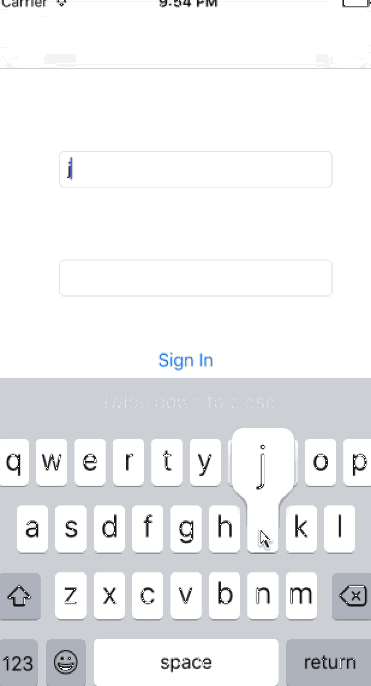 Carrier 9:54 PM
j
Sign In
Swipe down to close
q w e r t y j o p
a s d f g h k l
z x c v b n m
123 space return